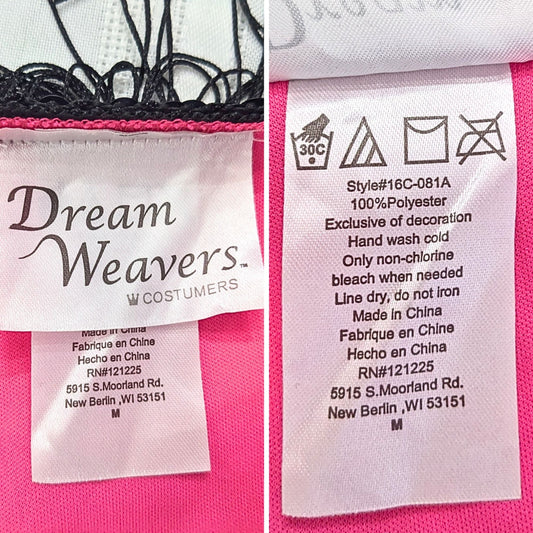 Dream
Weavers™
COSTUMERS
Made in China
Fabrique en Chine
Hecho en China
RN#121225
5915 S.Moorland Rd.
New Berlin ,WI 53151
M
30C
Style#16C-081A
100%Polyester
Exclusive of decoration
Hand wash cold
Only non-chlorine
bleach when needed
Line dry, do not iron
Made in China
Fabrique en Chine
Hecho en China
RN#121225
5915 S.Moorland Rd.
New Berlin ,WI 53151
M